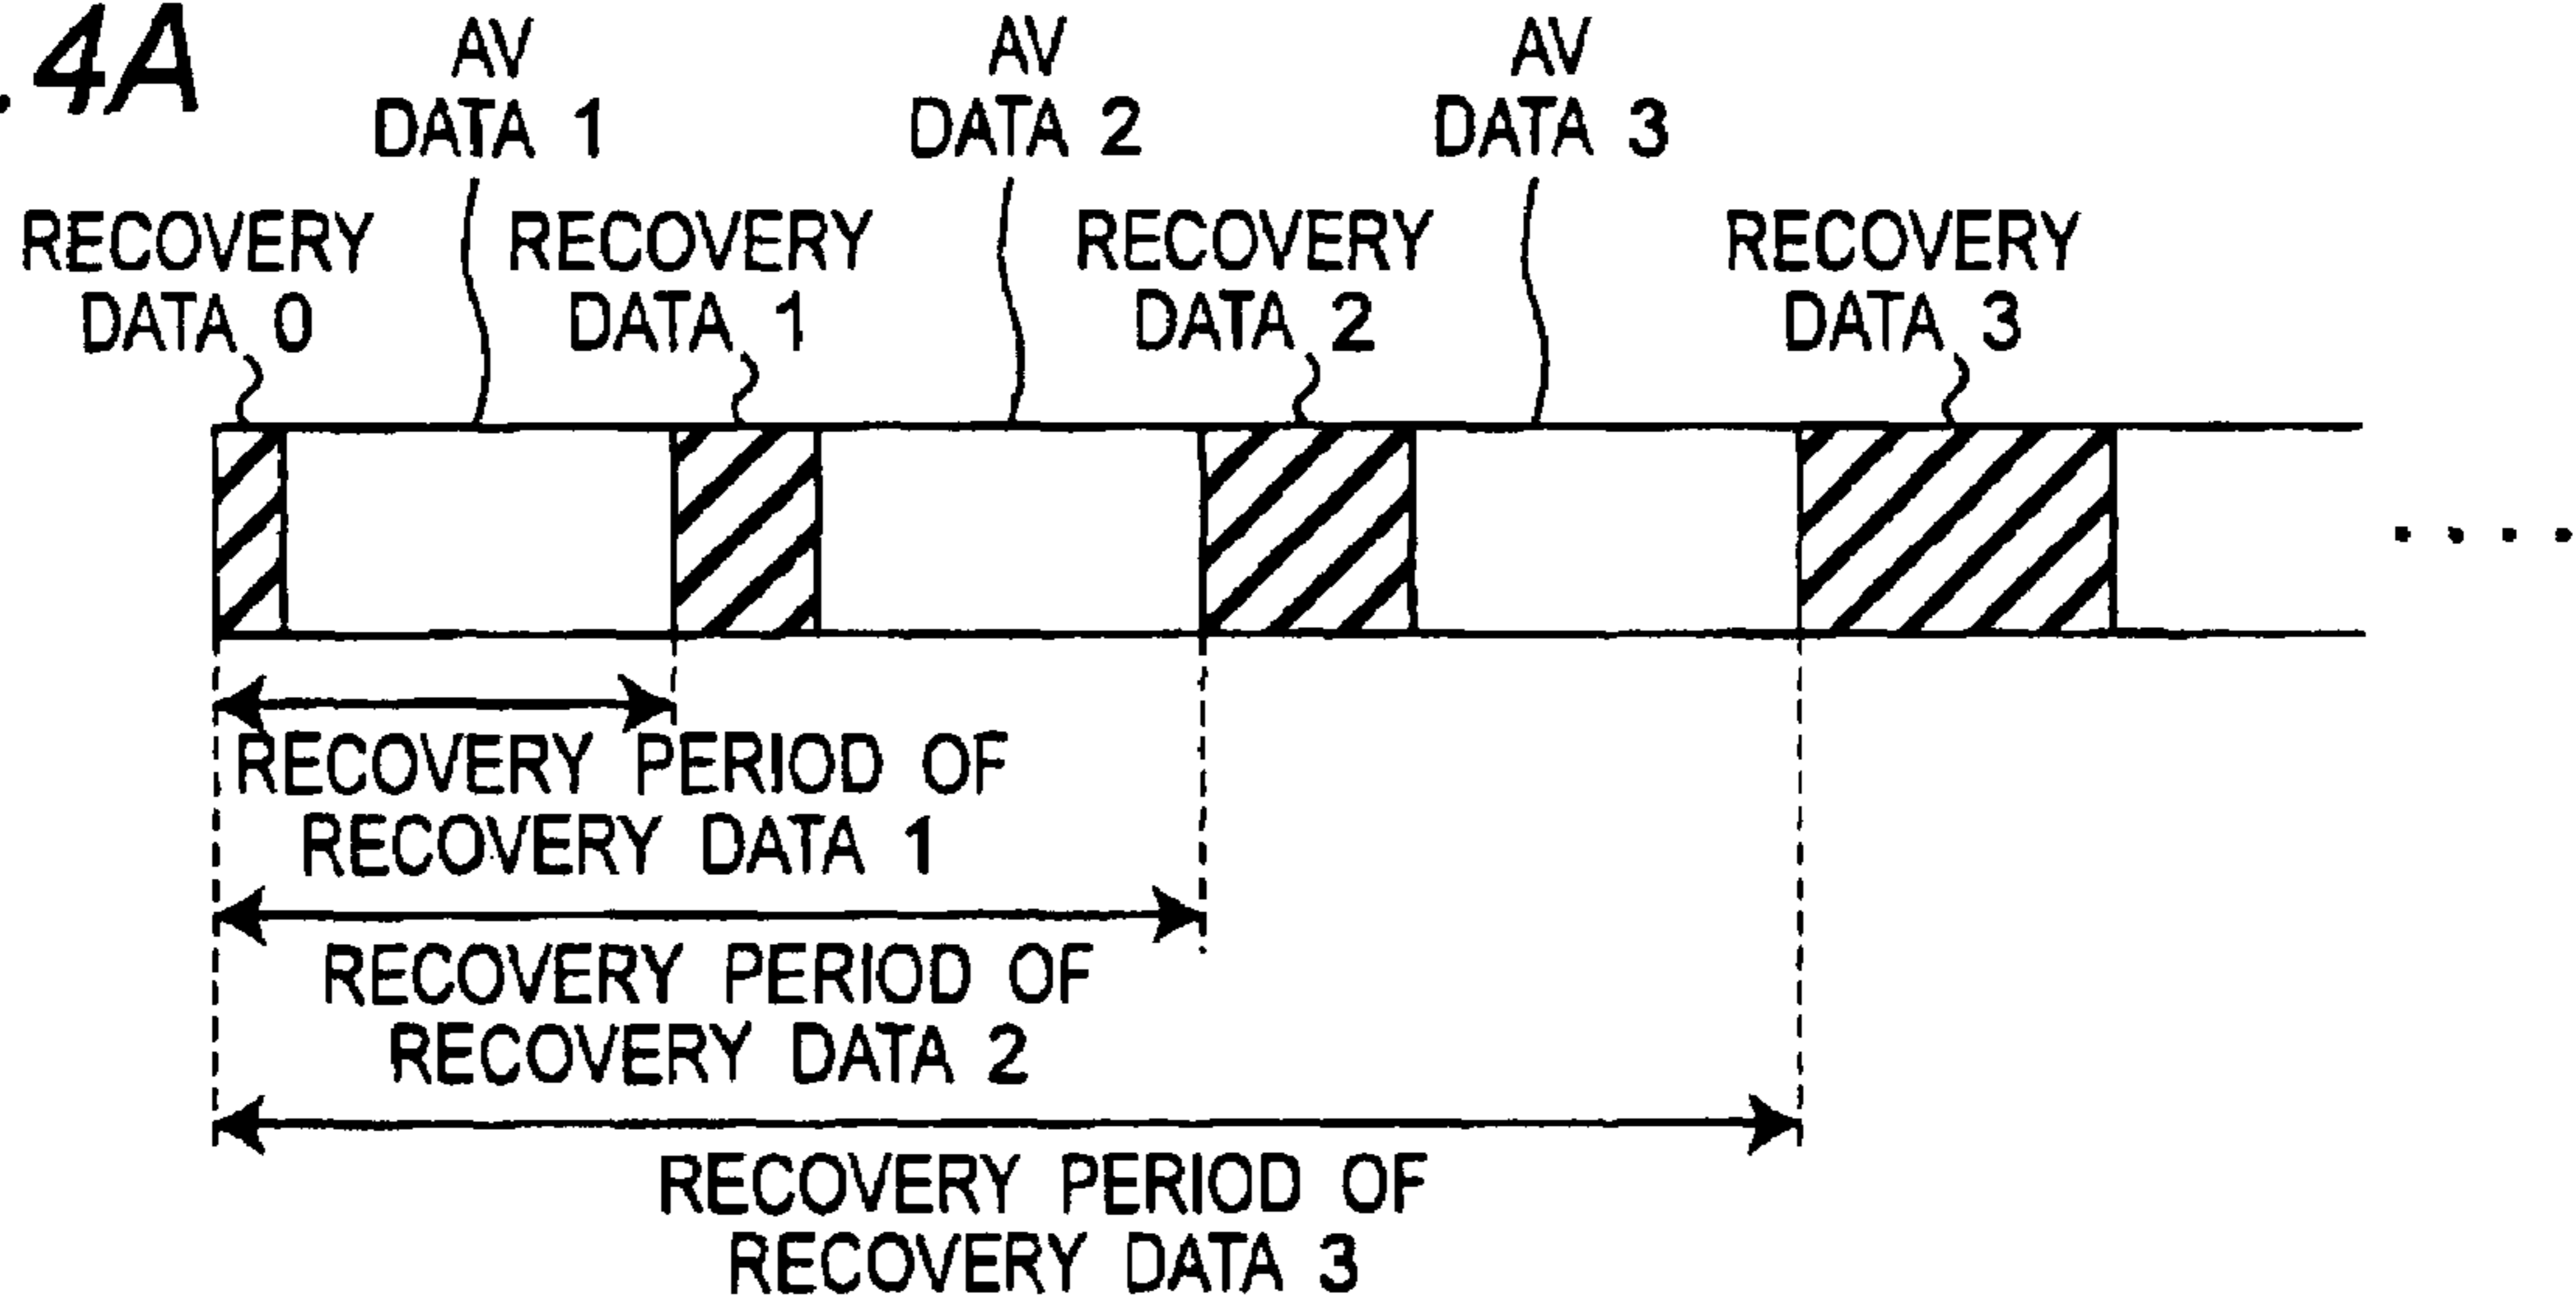 .4A
AV
DATA 1
AV
DATA 2
AV
DATA 3
RECOVERY
DATA 0
RECOVERY
DATA 1
RECOVERY
DATA 2
RECOVERY
DATA 3
RECOVERY PERIOD OF
RECOVERY DATA 1
RECOVERY PERIOD OF
RECOVERY DATA 2
RECOVERY PERIOD OF
RECOVERY DATA 3